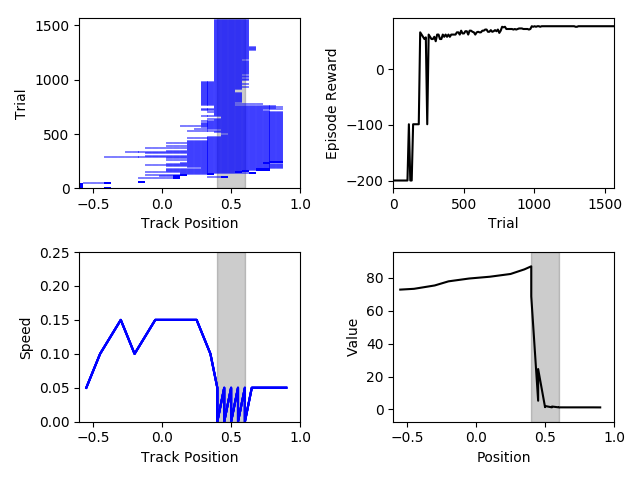 1500
1000
500
0
Trial
−0.5 0.0 0.5 1.0
Track Position
0
−100
−200
Episode Reward
0 500 1000 1500
Trial
0.25
0.20
0.15
0.10
0.05
0.00
Speed
−0.5 0.0 0.5 1.0
Track Position
80
60
40
20
0
Value
−0.5 0.0 0.5 1.0
Position